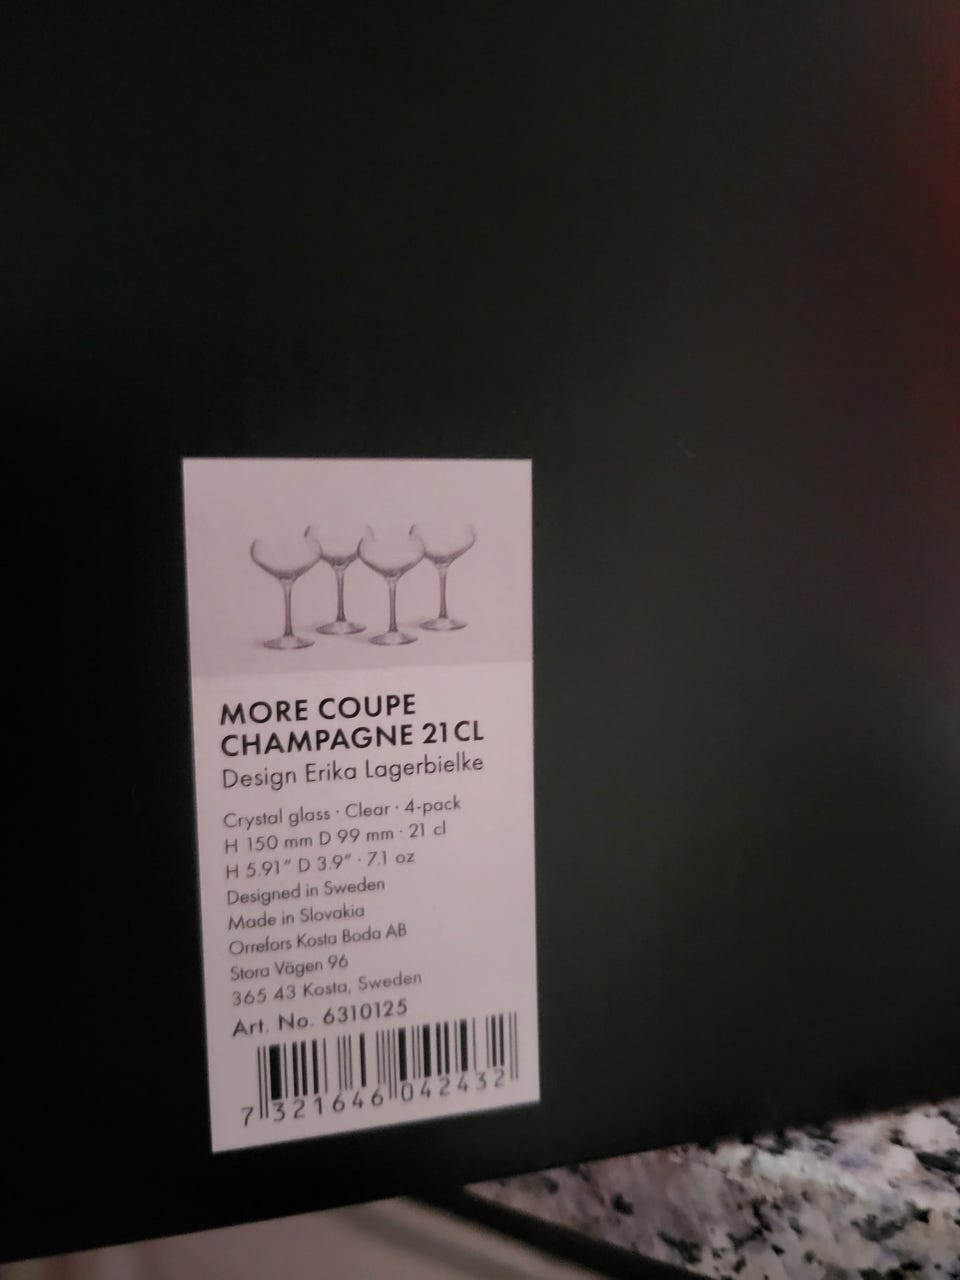 MORE COUPE
CHAMPAGNE 21CL
Design Erika Lagerbielke
Crystal glass · Clear · 4-pack
H 150 mm D 99 mm · 21 cl
H 5.91" D 3.9" · 7.1 oz
Designed in Sweden
Made in Slovakia
Orrefors Kosta Boda AB
Stora Vägen 96
365 43 Kosta, Sweden
Art. No. 6310125
7 321646 042432